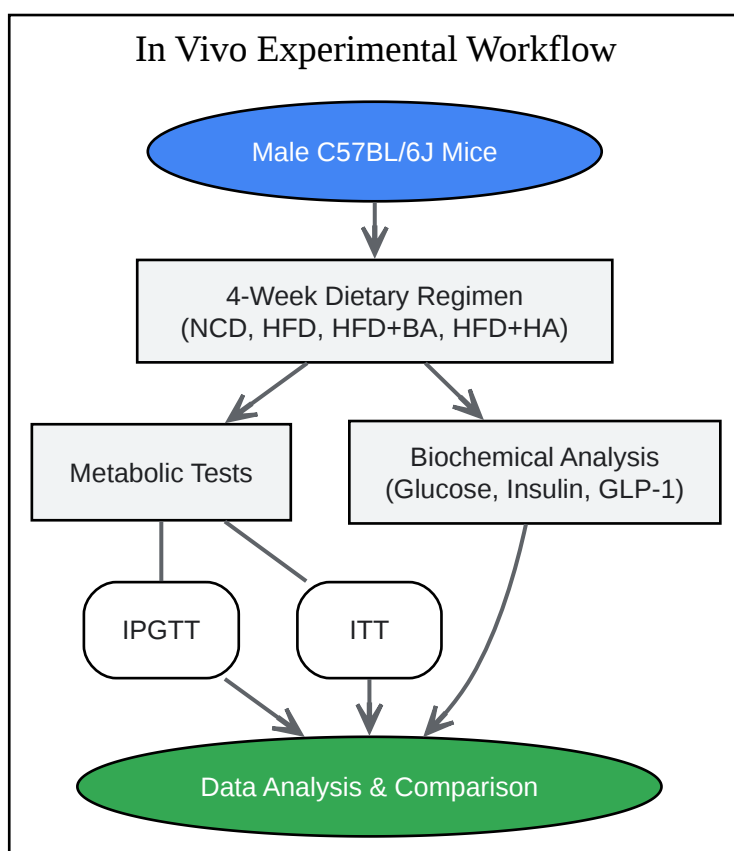 In Vivo Experimental Workflow
Male C57BL/6J Mice
4-Week Dietary Regimen
(NCD, HFD, HFD+BA, HFD+HA)
Metabolic Tests
Biochemical Analysis
(Glucose, Insulin, GLP-1)
IPGTT
ITT
Data Analysis & Comparison